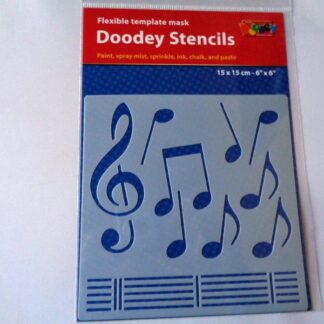 Flexible template mask
Doodey Stencils
Paint, spray mist, sprinkle, ink, chalk, and paste
15 x 15 cm - 6" x 6"